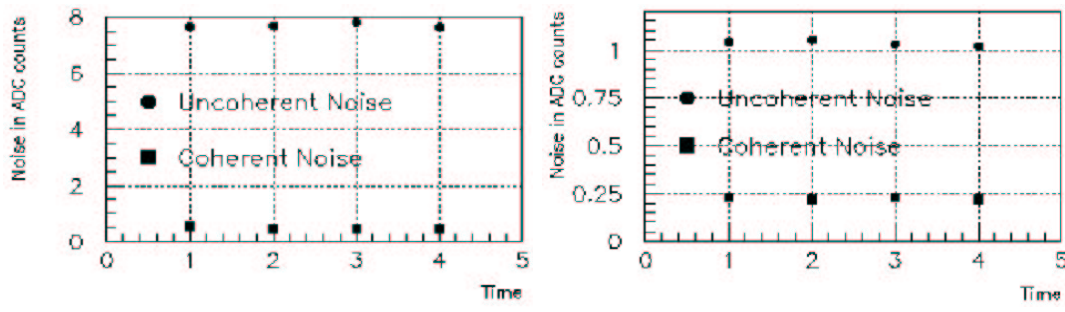 Noise in ADC counts
8
6
4
2
0
Uncoherent Noise
Coherent Noise
0 1 2 3 4 5
Time
Noise in ADC counts
1
0.75
0.5
0.25
0
Uncoherent Noise
Coherent Noise
0 1 2 3 4 5
Time